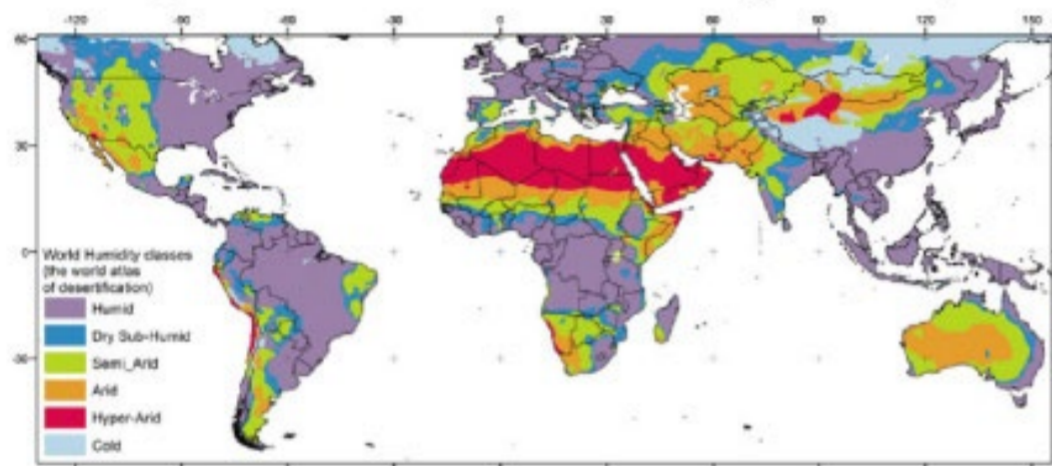 -120 -90 -60 0 30 60 90 120 150
60
30
0
-30
World Humidity classes
(the world atlas
of desertification)
Humid
Dry Sub-Humid
Semi_Arid
Arid
Hyper-Arid
Cold